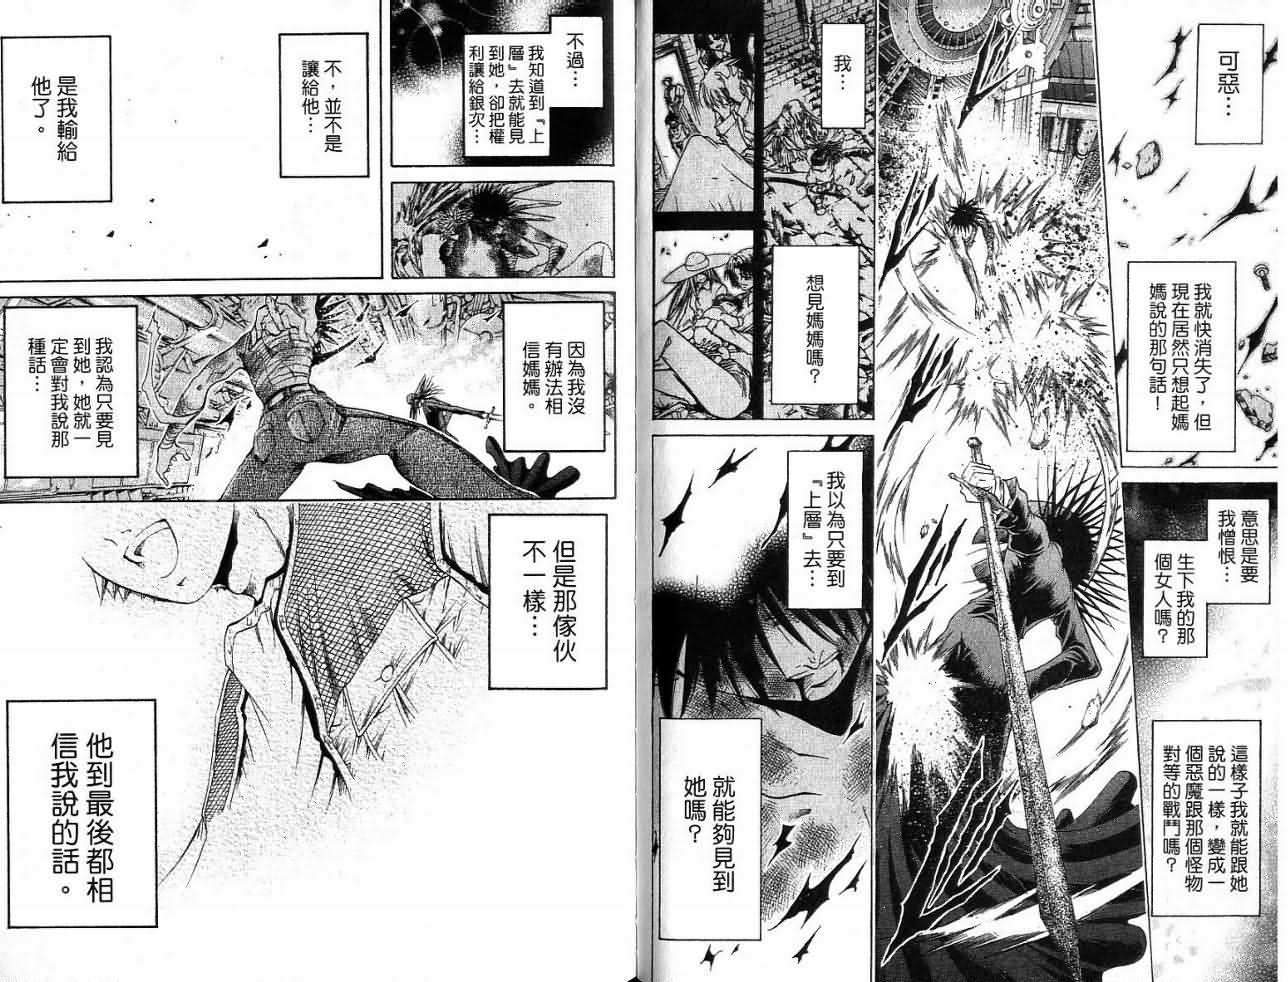 可惡…
我就快消失了，但
現在居然只想起媽
媽說的那句話！
意思是要
我憎恨…
生下我的那
個女人嗎？
這樣子我就能跟她
說的一樣，變成一
個惡魔跟那個怪物
對等的戰鬥嗎？
我…
想見媽媽嗎？
我以為只要到
『上層』去…
就能夠見到
她嗎？
不過…
我知道到『上
層』去就能見
到她，卻把權
利讓給銀次…
不，並不是
讓給他…
是我輸給
他了。
因為我沒
有辦法相
信媽媽。
我認為只要見
到她，她就一
定會對我說那
種話…
但是那傢伙
不一樣…
他到最後都相
信我說的話。